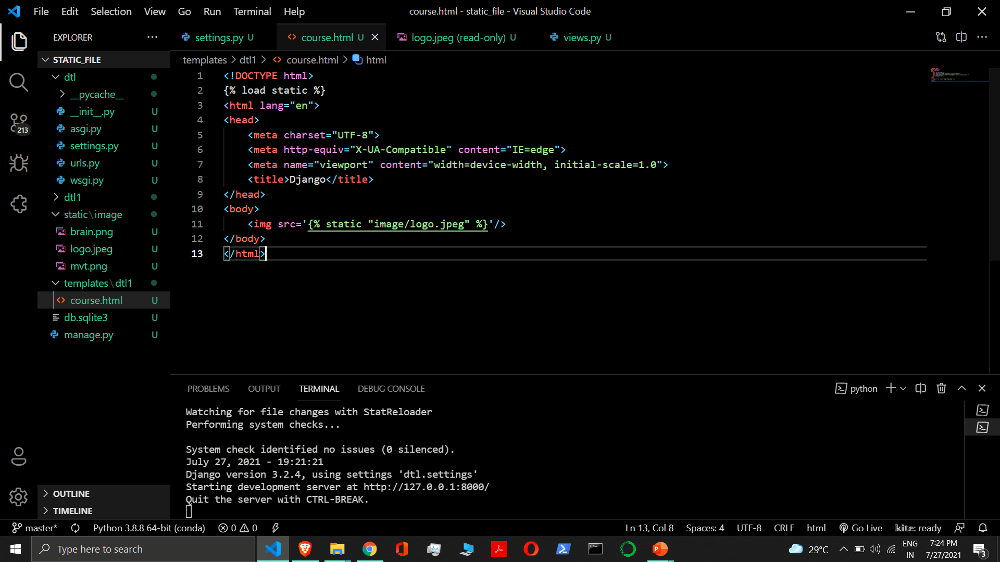 File Edit Selection View Go Run Terminal Help
course.html - static_file - Visual Studio Code
EXPLORER
settings.py U
course.html U
logo.jpeg (read-only) U
views.py U
STATIC_FILE
templates dtl1 course.html html
dtl
__pycache__
__init__.py U
asgi.py U
settings.py U
urls.py U
wsgi.py U
dtl1
static\image
brain.png U
logo.jpeg U
mvt.png U
templates\dtl1
course.html U
db.sqlite3 U
manage.py U
213
1 <!DOCTYPE html>
2 {% load static %}
3 <html lang="en">
4 <head>
5 <meta charset="UTF-8">
6 <meta http-equiv="X-UA-Compatible" content="IE=edge">
7 <meta name="viewport" content="width=device-width, initial-scale=1.0">
8 <title>Django</title>
9 </head>
10 <body>
11 <img src='{% static "image/logo.jpeg" %}'/>
12 </body>
13 </html>
PROBLEMS OUTPUT TERMINAL DEBUG CONSOLE
python
Watching for file changes with StatReloader
Performing system checks...
System check identified no issues (0 silenced).
July 27, 2021 - 19:21:21
Django version 3.2.4, using settings 'dtl.settings'
Starting development server at http://127.0.0.1:8000/
Quit the server with CTRL-BREAK.
OUTLINE
TIMELINE
master* Python 3.8.8 64-bit (conda) 0 0
Ln 13, Col 8 Spaces: 4 UTF-8 CRLF html Go Live kite: ready
Type here to search
29°C
ENG
IN
7:24 PM
7/27/2021
3